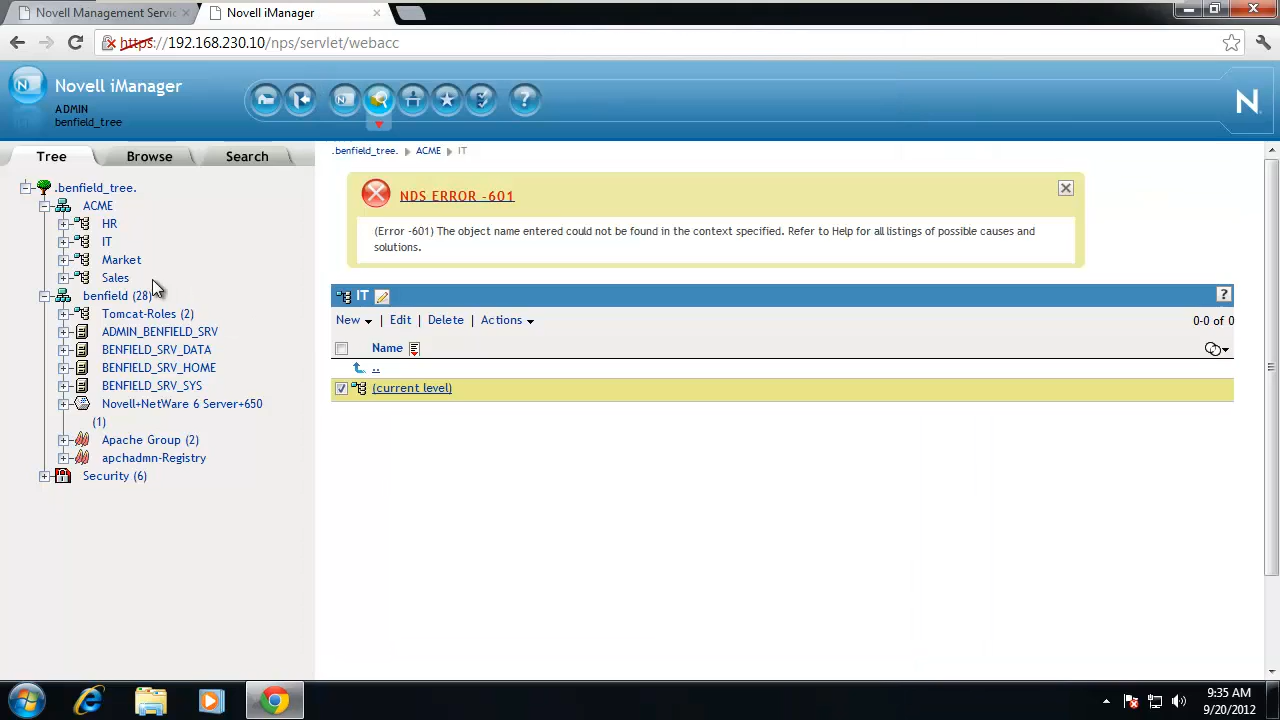 Novell Management Servic
Novell iManager
https://192.168.230.10/nps/servlet/webacc
Novell iManager
ADMIN
benfield_tree
N.
Tree
Browse
Search
.benfield_tree.
ACME
HR
IT
Market
Sales
benfield (28)
Tomcat-Roles (2)
ADMIN_BENFIELD_SRV
BENFIELD_SRV_DATA
BENFIELD_SRV_HOME
BENFIELD_SRV_SYS
Novell+NetWare 6 Server+650
(1)
Apache Group (2)
apchadmn-Registry
Security (6)
.benfield_tree. ACME IT
NDS ERROR -601
(Error -601) The object name entered could not be found in the context specified. Refer to Help for all listings of possible causes and
solutions.
IT
?
New | Edit | Delete | Actions
0-0 of 0
Name
..
(current level)
9:35 AM
9/20/2012